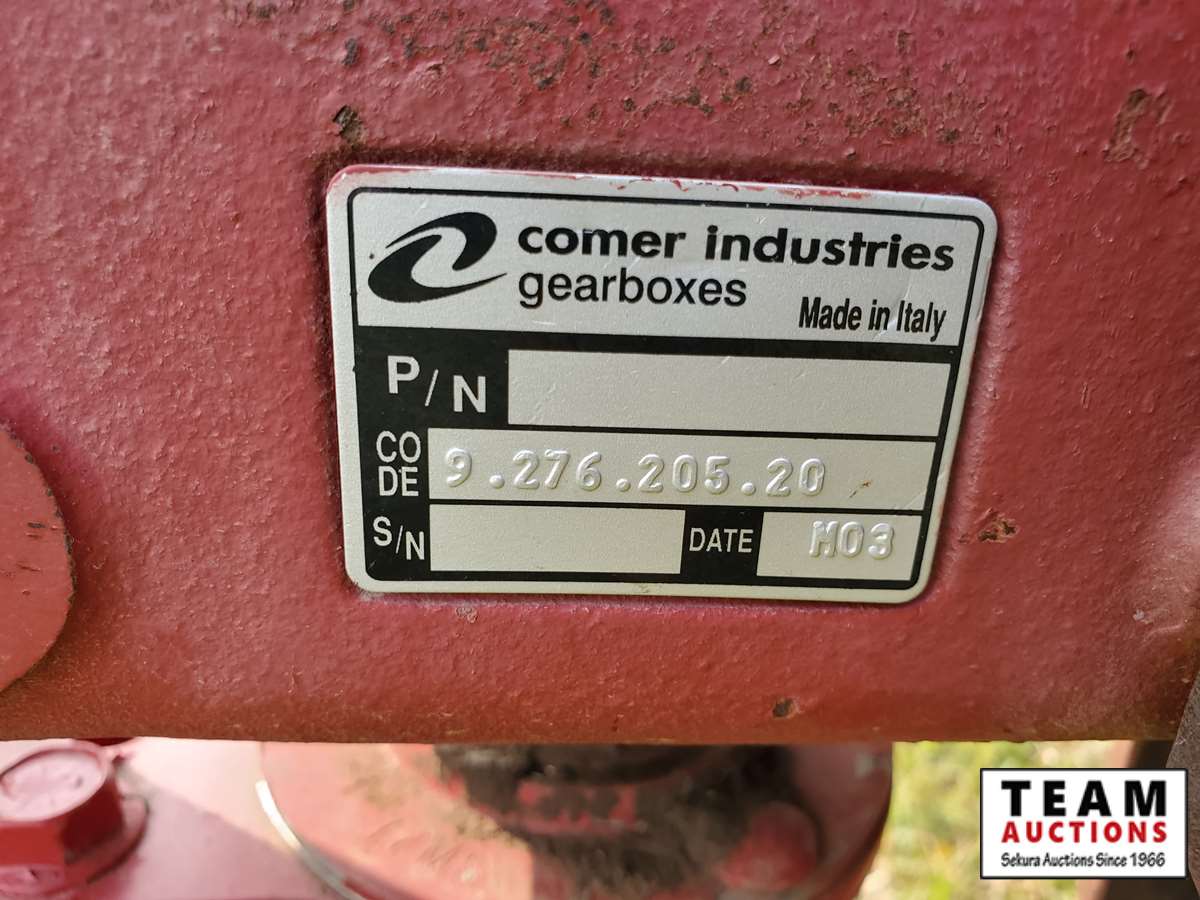 comer industries
gearboxes
Made in Italy
P/N
CO
DE
9.276.205.20
S/N
DATE
M03
TEAM
AUCTIONS
Sekura Auctions Since 1966